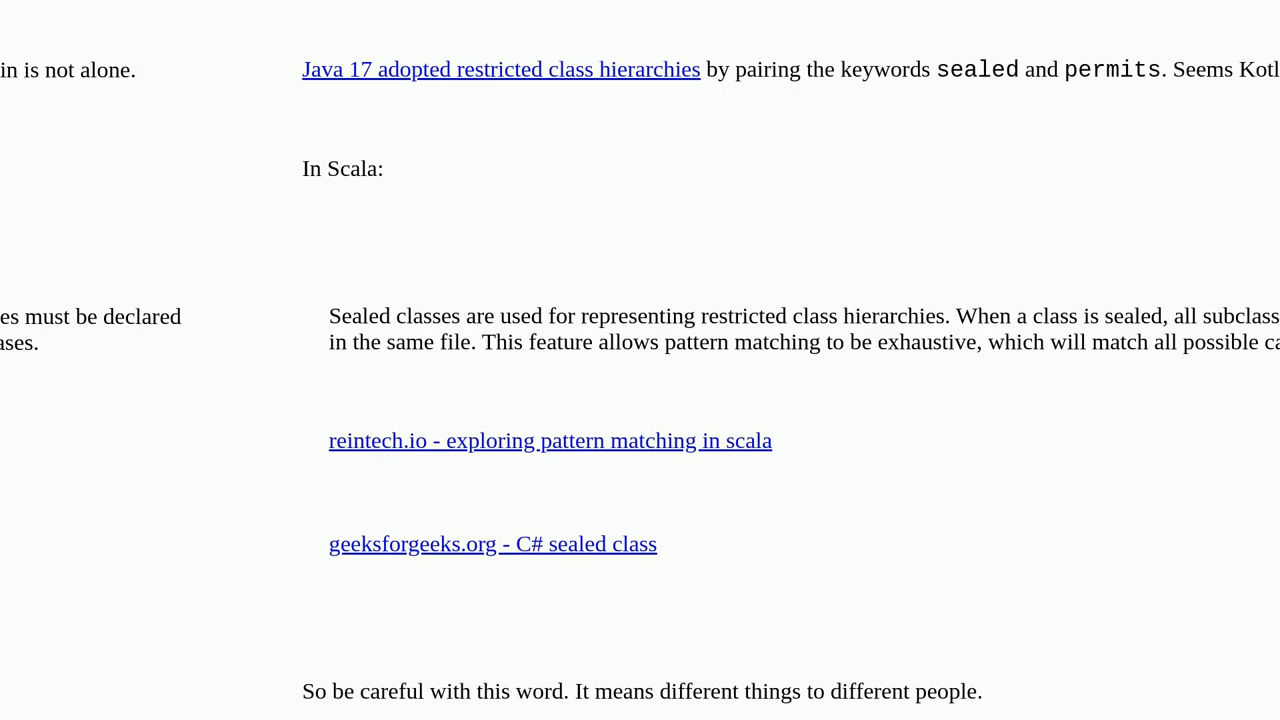 in is not alone.
Java 17 adopted restricted class hierarchies by pairing the keywords sealed and permits. Seems Kotl
In Scala:
es must be declared
ases.
Sealed classes are used for representing restricted class hierarchies. When a class is sealed, all subclass
in the same file. This feature allows pattern matching to be exhaustive, which will match all possible ca
reintech.io - exploring pattern matching in scala
geeksforgeeks.org - C# sealed class
So be careful with this word. It means different things to different people.